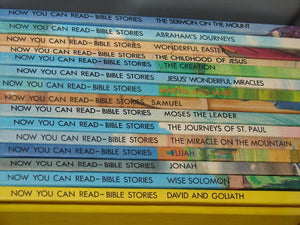 NOW YOU CAN READ—BIBLE STORIES THE SERMON ON THE MOUNT
NOW YOU CAN READ—BIBLE STORIES ABRAHAM'S JOURNEYS
NOW YOU CAN READ—BIBLE STORIES WONDERFUL EASTER
NOW YOU CAN READ—BIBLE STORIES THE CHILDHOOD OF JESUS
NOW YOU CAN READ—BIBLE STORIES THE CREATION
NOW YOU CAN READ—BIBLE STORIES JESUS' WONDERFUL MIRACLES
NOW YOU CAN READ—BIBLE STORIES
NOW YOU CAN READ—BIBLE STORIES SAMUEL
NOW YOU CAN READ—BIBLE STORIES MOSES THE LEADER
NOW YOU CAN READ—BIBLE STORIES THE JOURNEYS OF ST. PAUL
NOW YOU CAN READ—BIBLE STORIES THE MIRACLE ON THE MOUNTAIN
NOW YOU CAN READ—BIBLE STORIES ELIJAH
NOW YOU CAN READ—BIBLE STORIES JONAH
NOW YOU CAN READ—BIBLE STORIES WISE SOLOMON
NOW YOU CAN READ—BIBLE STORIES DAVID AND GOLIATH